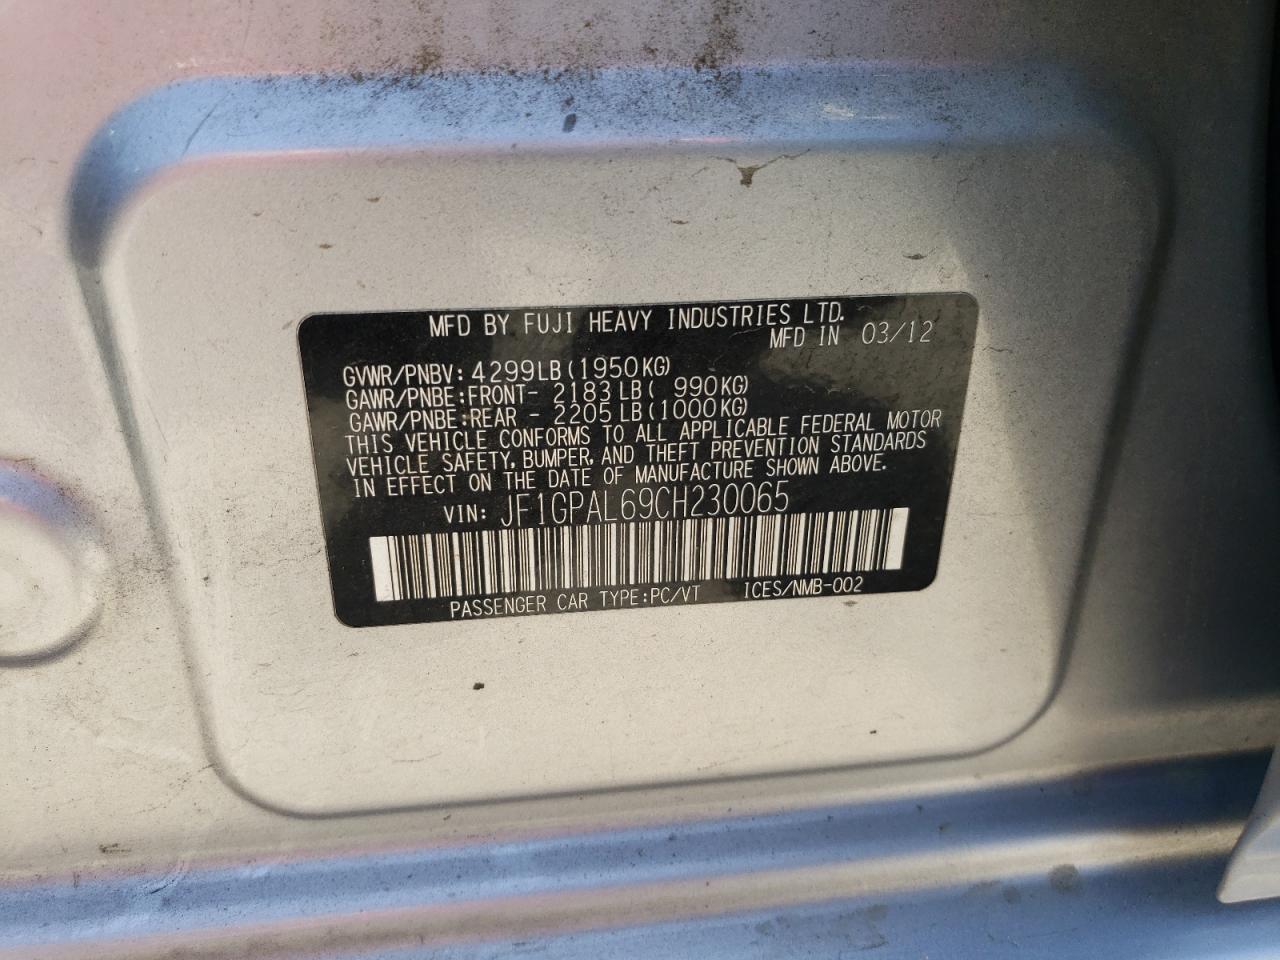 MFD BY FUJI HEAVY INDUSTRIES LTD.
MFD IN 03/12
GVWR/PNBV: 4299LB (1950KG)
GAWR/PNBE:FRONT- 2183LB( 990KG)
GAWR/PNBE:REAR - 2205LB(1000KG)
THIS VEHICLE CONFORMS TO ALL APPLICABLE FEDERAL MOTOR
VEHICLE SAFETY, BUMPER, AND THEFT PREVENTION STANDARDS
IN EFFECT ON THE DATE OF MANUFACTURE SHOWN ABOVE.
VIN: JF1GPAL69CH230065
PASSENGER CAR TYPE:PC/VT ICES/NMB-002